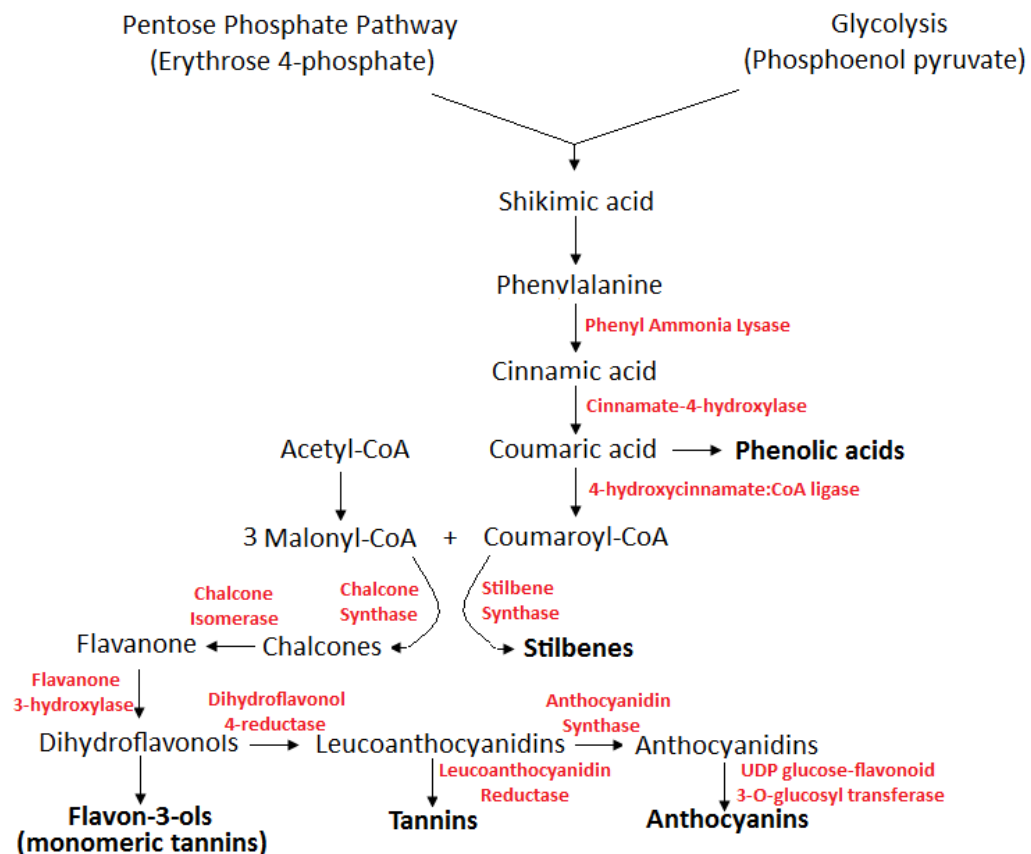 Pentose Phosphate Pathway
(Erythrose 4-phosphate)
Glycolysis
(Phosphoenol pyruvate)
Shikimic acid
Phenvlalanine
Phenyl Ammonia Lysase
Cinnamic acid
Cinnamate-4-hydroxylase
Acetyl-CoA
Coumaric acid
Phenolic acids
4-hydroxycinnamate:CoA ligase
3 Malonyl-CoA + Coumaroyl-CoA
Chalcone
Isomerase
Chalcone
Synthase
Stilbene
Synthase
Flavanone
Chalcones
Stilbenes
Flavanone
3-hydroxylase
Dihydroflavonol
4-reductase
Anthocyanidin
Synthase
Dihydroflavonols
Leucoanthocyanidins
Anthocyanidins
Leucoanthocyanidin
Reductase
UDP glucose-flavonoid
3-O-glucosyl transferase
Flavon-3-ols
(monomeric tannins)
Tannins
Anthocyanins